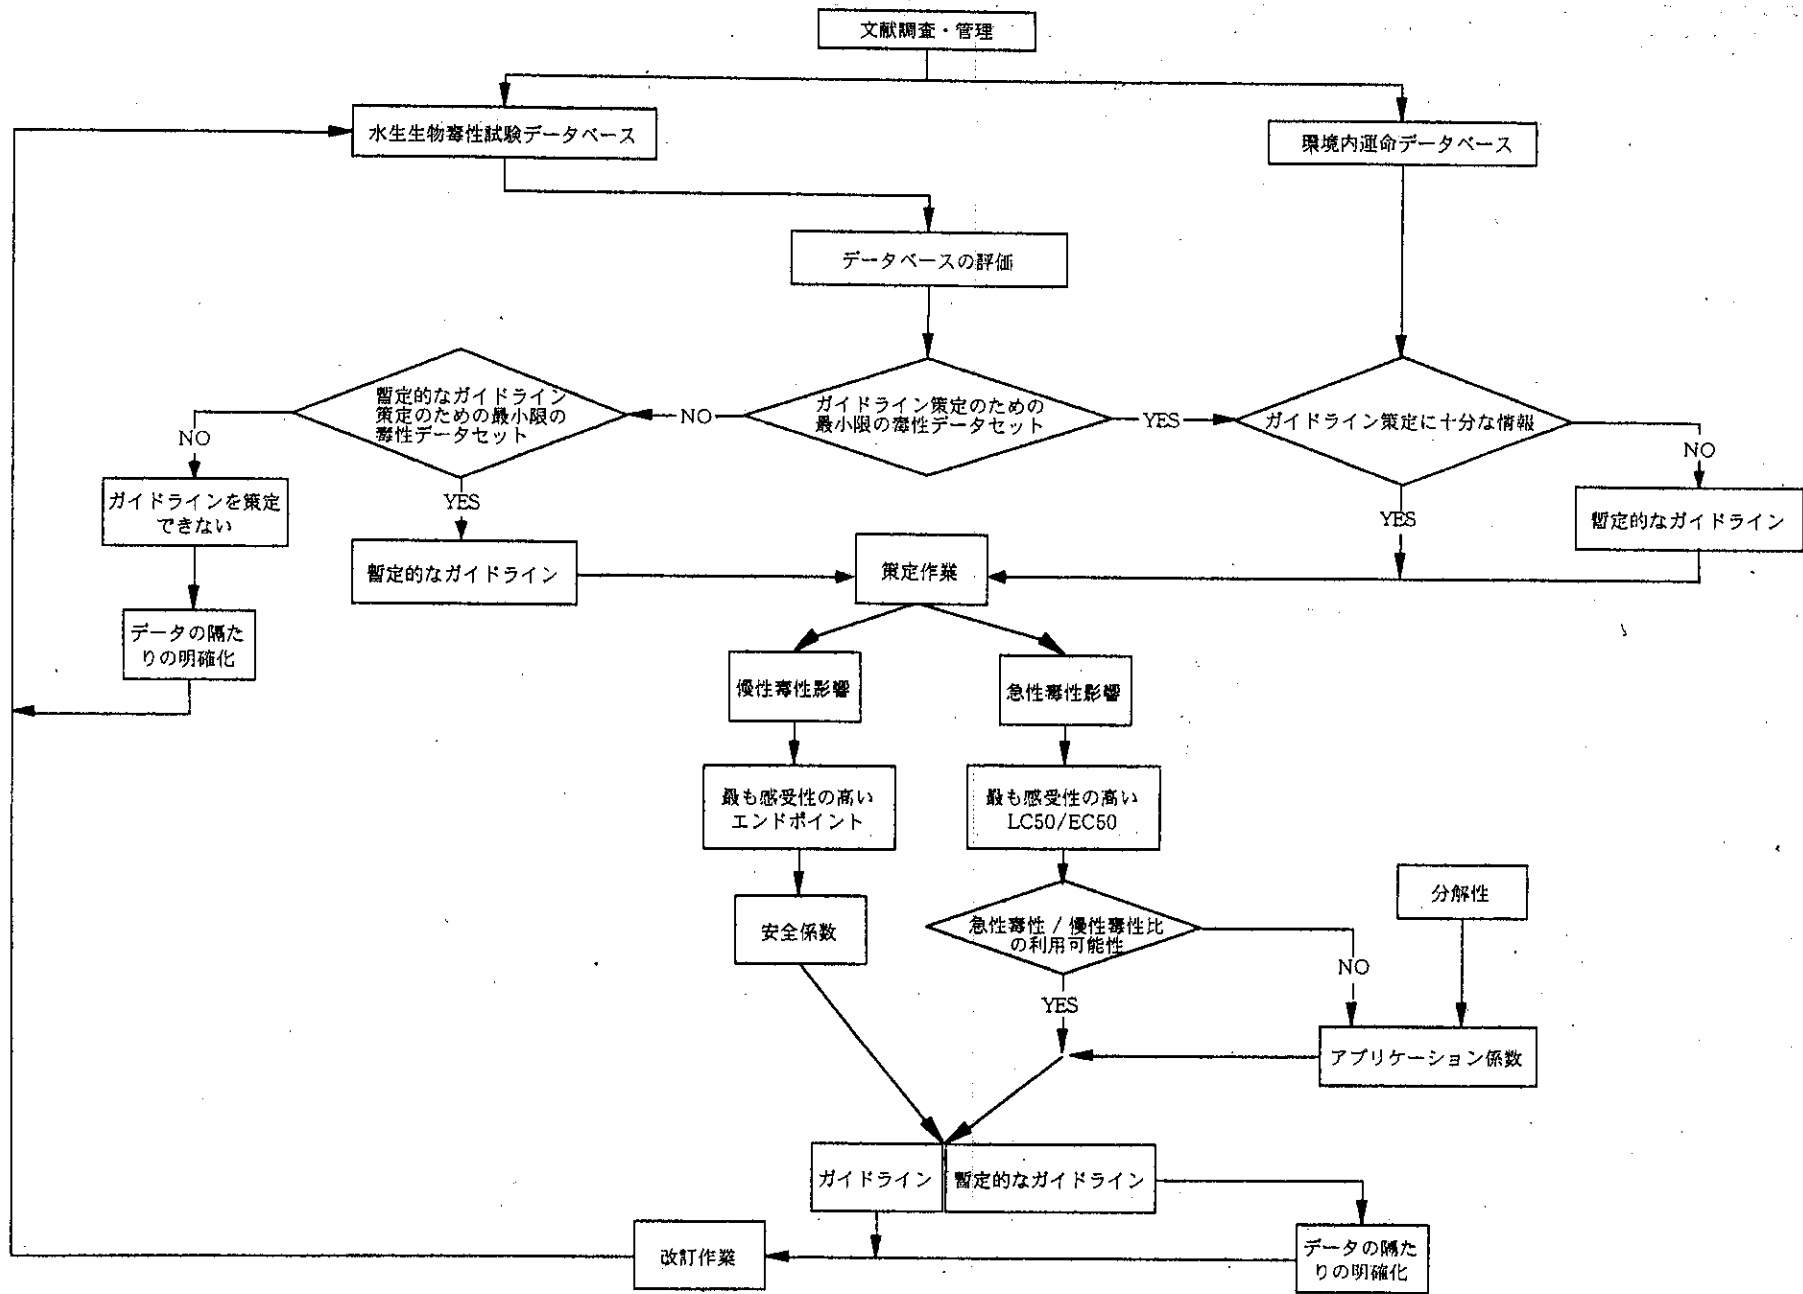 文献調査・管理
水生生物毒性試験データベース
環境内運命データベース
データベースの評価
暫定的なガイドライン
策定のための最小限の
毒性データセット
NO
ガイドライン策定のための
最小限の毒性データセット
YES
ガイドライン策定に十分な情報
NO
NO
ガイドラインを策定
できない
YES
YES
暫定的なガイドライン
暫定的なガイドライン
策定作業
データの隔た
りの明確化
慢性毒性影響
急性毒性影響
最も感受性の高い
エンドポイント
最も感受性の高い
LC50/EC50
分解性
安全係数
急性毒性 / 慢性毒性比
の利用可能性
NO
YES
アプリケーション係数
ガイドライン
暫定的なガイドライン
改訂作業
データの隔た
りの明確化